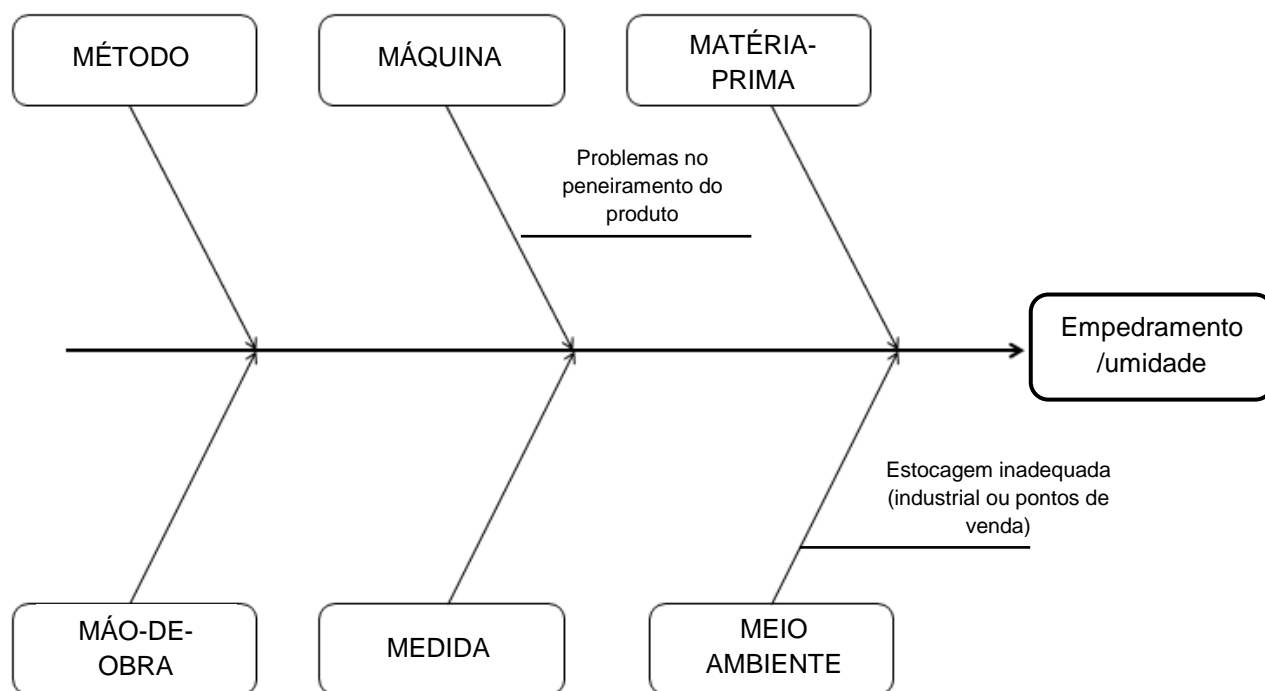 MÉTODO
MÁQUINA
MATÉRIA-
PRIMA
Problemas no
peneiramento do
produto
Empedramento
/umidade
Estocagem inadequada
(industrial ou pontos de
venda)
MÁO-DE-
OBRA
MEDIDA
MEIO
AMBIENTE